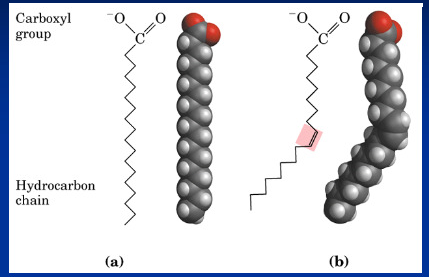 Carboxyl
group
⁻O O
C
⁻O O
C
Hydrocarbon
chain
(a) (b)